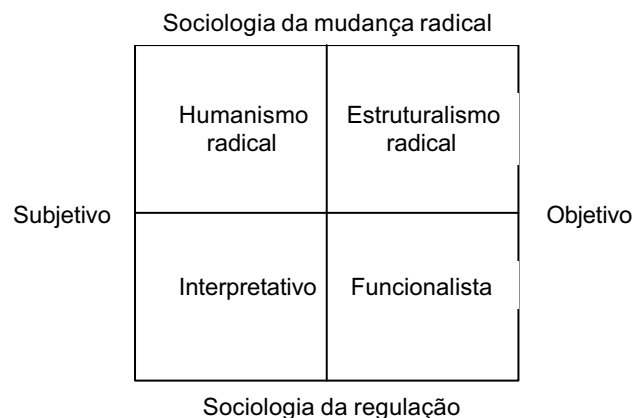 Sociologia da mudança radical
Humanismo
radical
Estruturalismo
radical
Subjetivo
Objetivo
Interpretativo
Funcionalista
Sociologia da regulação